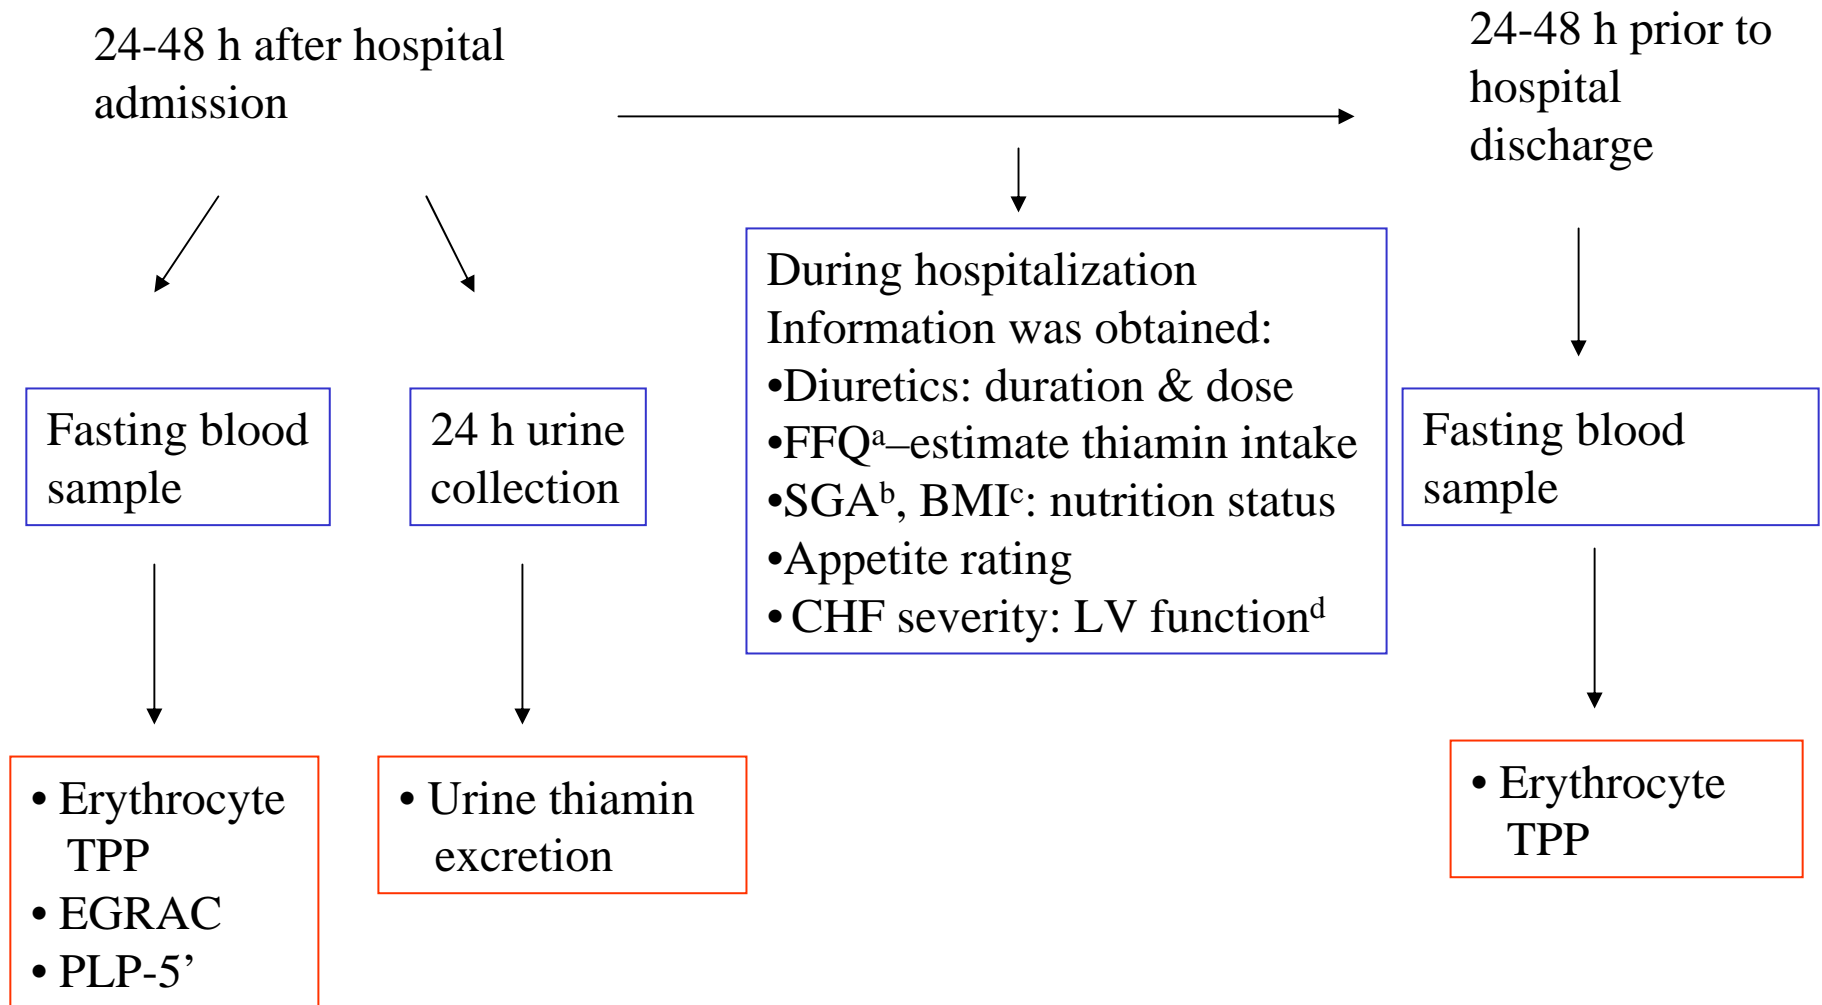 24-48 h after hospital
admission
24-48 h prior to
hospital
discharge
During hospitalization
Information was obtained:
•Diuretics: duration & dose
•FFQᵃ–estimate thiamin intake
•SGAᵇ, BMIᶜ: nutrition status
•Appetite rating
•CHF severity: LV functionᵈ
Fasting blood
sample
24 h urine
collection
Fasting blood
sample
• Erythrocyte
TPP
• EGRAC
• PLP-5’
• Urine thiamin
excretion
• Erythrocyte
TPP